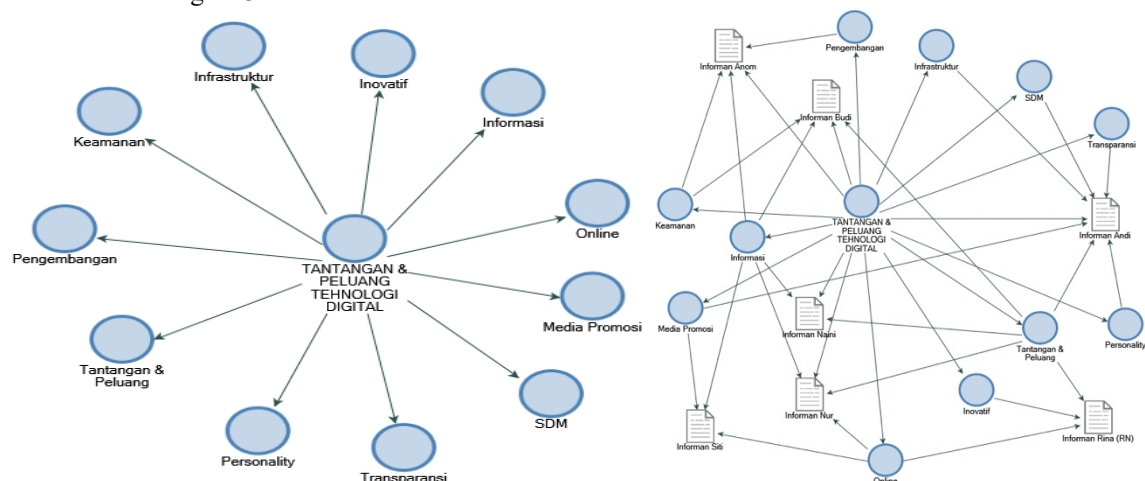 Infrastruktur
Inovatif
Informasi
Keamanan
Online
Pengembangan
TANTANGAN &
PELUANG
TEHNOLOGI
DIGITAL
Media Promosi
Tantangan &
Peluang
SDM
Personality
Transparansi
Pengembangan
Informan Anom
Infrastruktur
SDM
Informan Budi
Transparansi
Keamanan
TANTANGAN &
PELUANG
TEHNOLOGI
DIGITAL
Informan Andi
Informasi
Media Promosi
Informan Naini
Tantangan &
Peluang
Personality
Inovatif
Informan Nur
Informan Siti
Informan Rina (RN)
Online